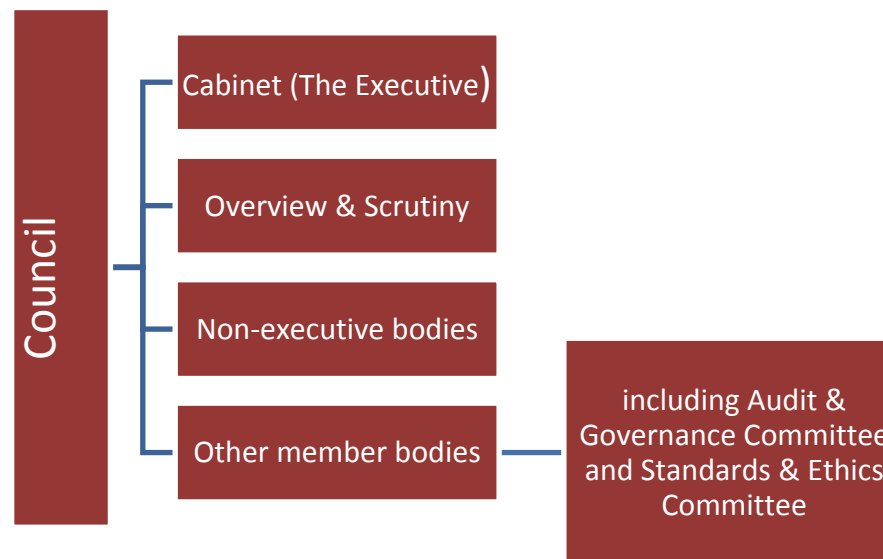 Council
Cabinet (The Executive)
Overview & Scrutiny
Non-executive bodies
Other member bodies
including Audit &
Governance Committee
and Standards & Ethics
Committee